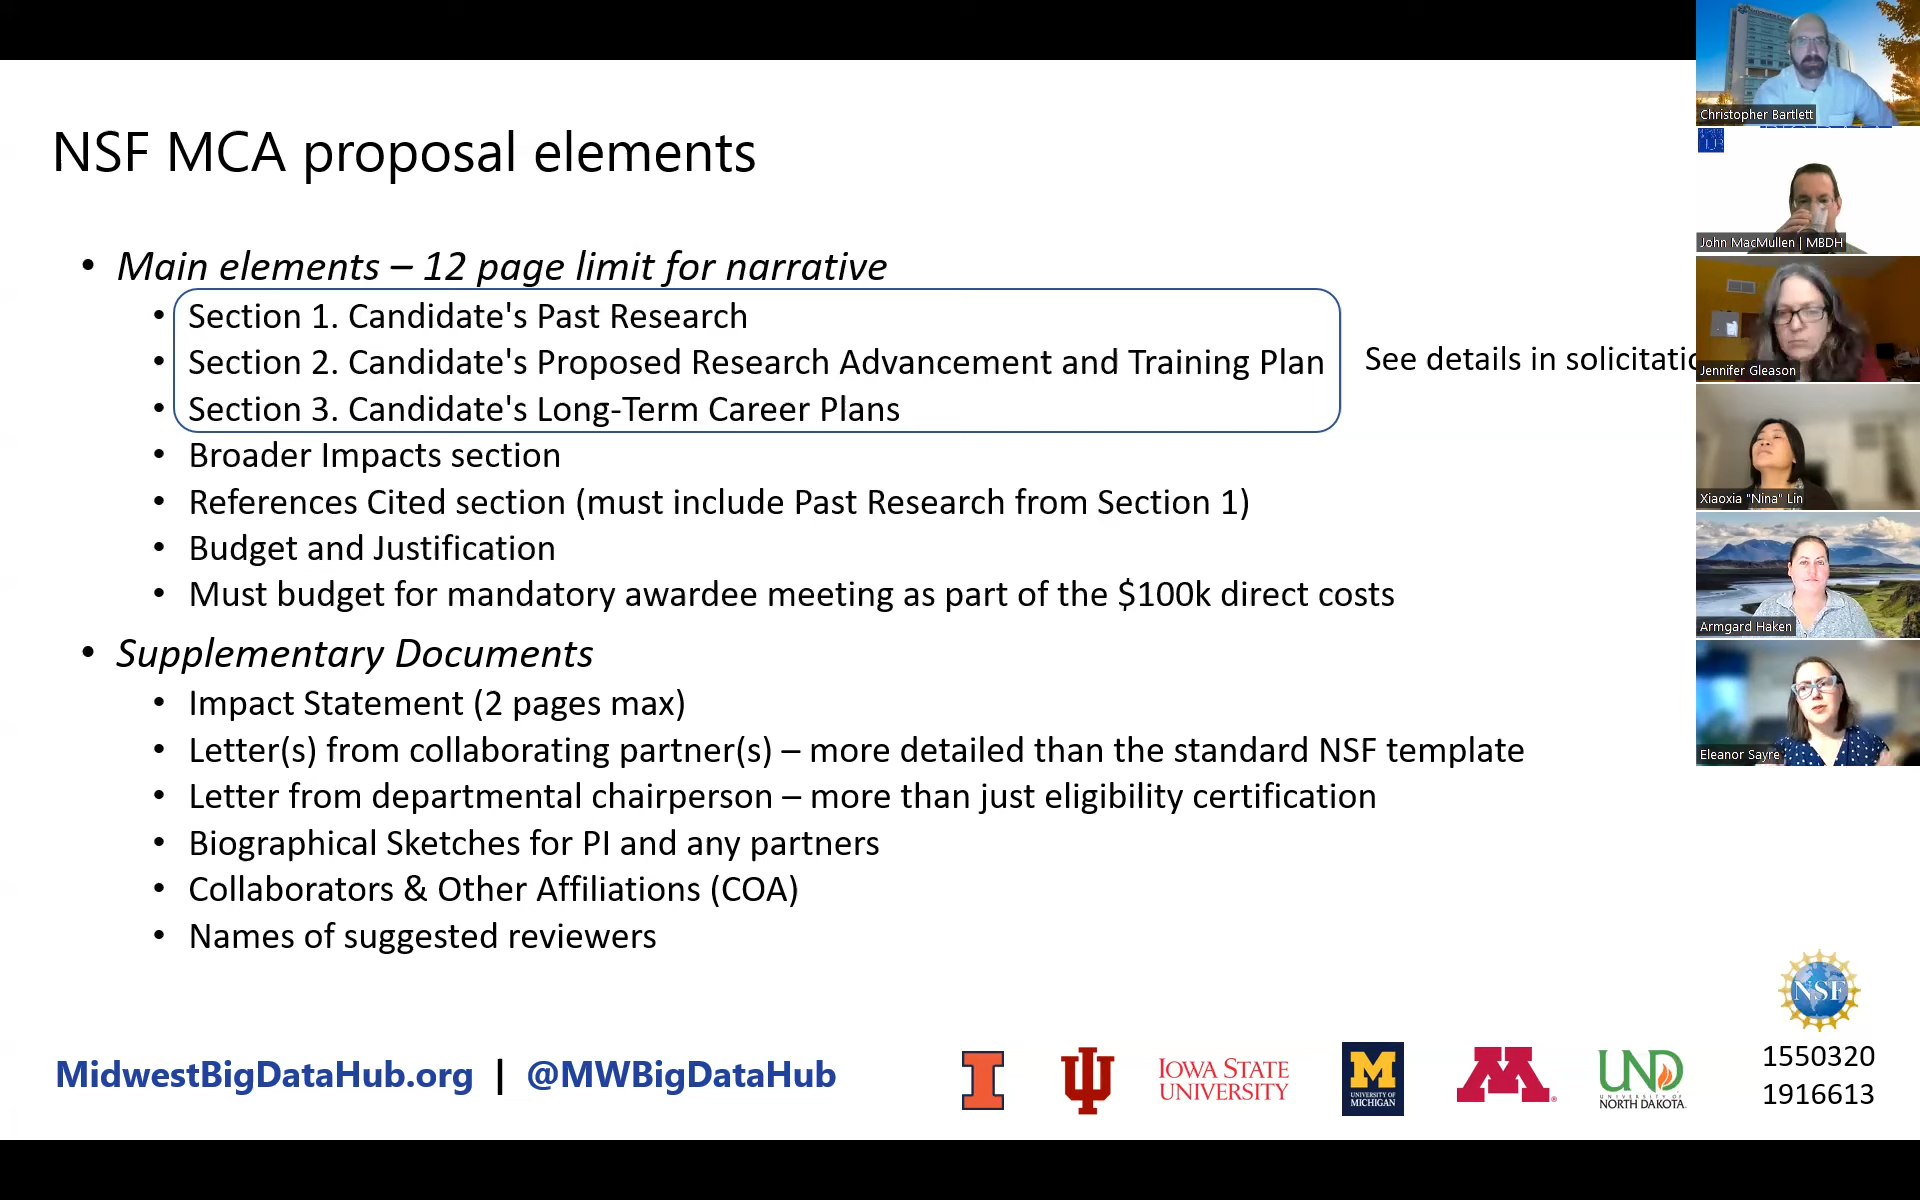 NSF MCA proposal elements
• Main elements – 12 page limit for narrative
• Section 1. Candidate's Past Research
• Section 2. Candidate's Proposed Research Advancement and Training Plan
• Section 3. Candidate's Long-Term Career Plans
See details in solicitatio
• Broader Impacts section
• References Cited section (must include Past Research from Section 1)
• Budget and Justification
• Must budget for mandatory awardee meeting as part of the $100k direct costs
• Supplementary Documents
• Impact Statement (2 pages max)
• Letter(s) from collaborating partner(s) – more detailed than the standard NSF template
• Letter from departmental chairperson – more than just eligibility certification
• Biographical Sketches for PI and any partners
• Collaborators & Other Affiliations (COA)
• Names of suggested reviewers
MidwestBigDataHub.org | @MWBigDataHub
IOWA STATE
UNIVERSITY
M
UNIVERSITY OF
MICHIGAN
M
UND
UNIVERSITY OF
NORTH DAKOTA
NSF
1550320
1916613
Christopher Bartlett
John MacMullen | MBDH
Jennifer Gleason
Xiaoxia "Nina" Lin
Armgard Haken
Eleanor Sayre